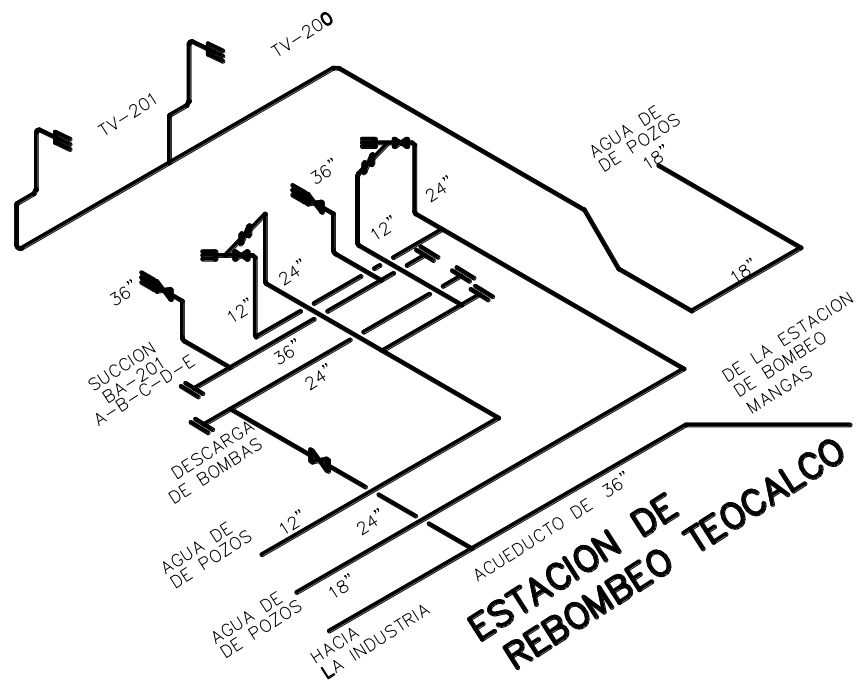 TV-200
TV-201
AGUA DE
DE POZOS
18"
36"
24"
12"
24"
12"
36"
18"
SUCCION
BA-201
A-B-C-D-E
36"
24"
DE LA ESTACION
DE BOMBEO
MANGAS
DESCARGA
DE BOMBAS
AGUA DE
DE POZOS
12"
24"
ACUEDUCTO DE 36"
AGUA DE
DE POZOS
18"
HACIA
LA INDUSTRIA
ESTACION DE
REBOMBEO TEOCALCO